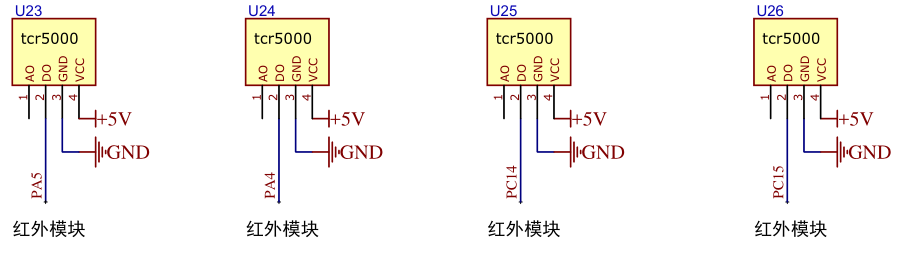 U23
tcr5000
AO DO GND VCC
1 2 3 4
+5V
GND
PA5
红外模块
U24
tcr5000
AO DO GND VCC
1 2 3 4
+5V
GND
PA4
红外模块
U25
tcr5000
AO DO GND VCC
1 2 3 4
+5V
GND
PC14
红外模块
U26
tcr5000
AO DO GND VCC
1 2 3 4
+5V
GND
PC15
红外模块